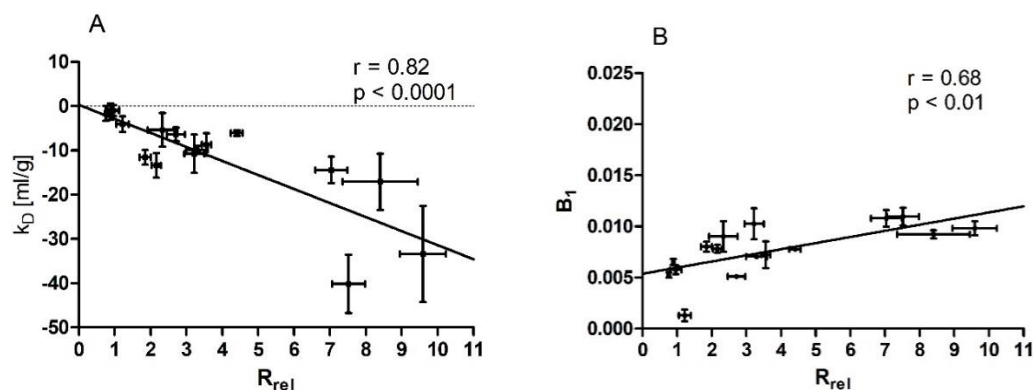 A
r = 0.82
p < 0.0001
10
0
-10
-20
-30
-40
-50
k_D [ml/g]
0 1 2 3 4 5 6 7 8 9 10 11
R_rel
B
r = 0.68
p < 0.01
0.025
0.020
0.015
0.010
0.005
0.000
B_1
0 1 2 3 4 5 6 7 8 9 10 11
R_rel